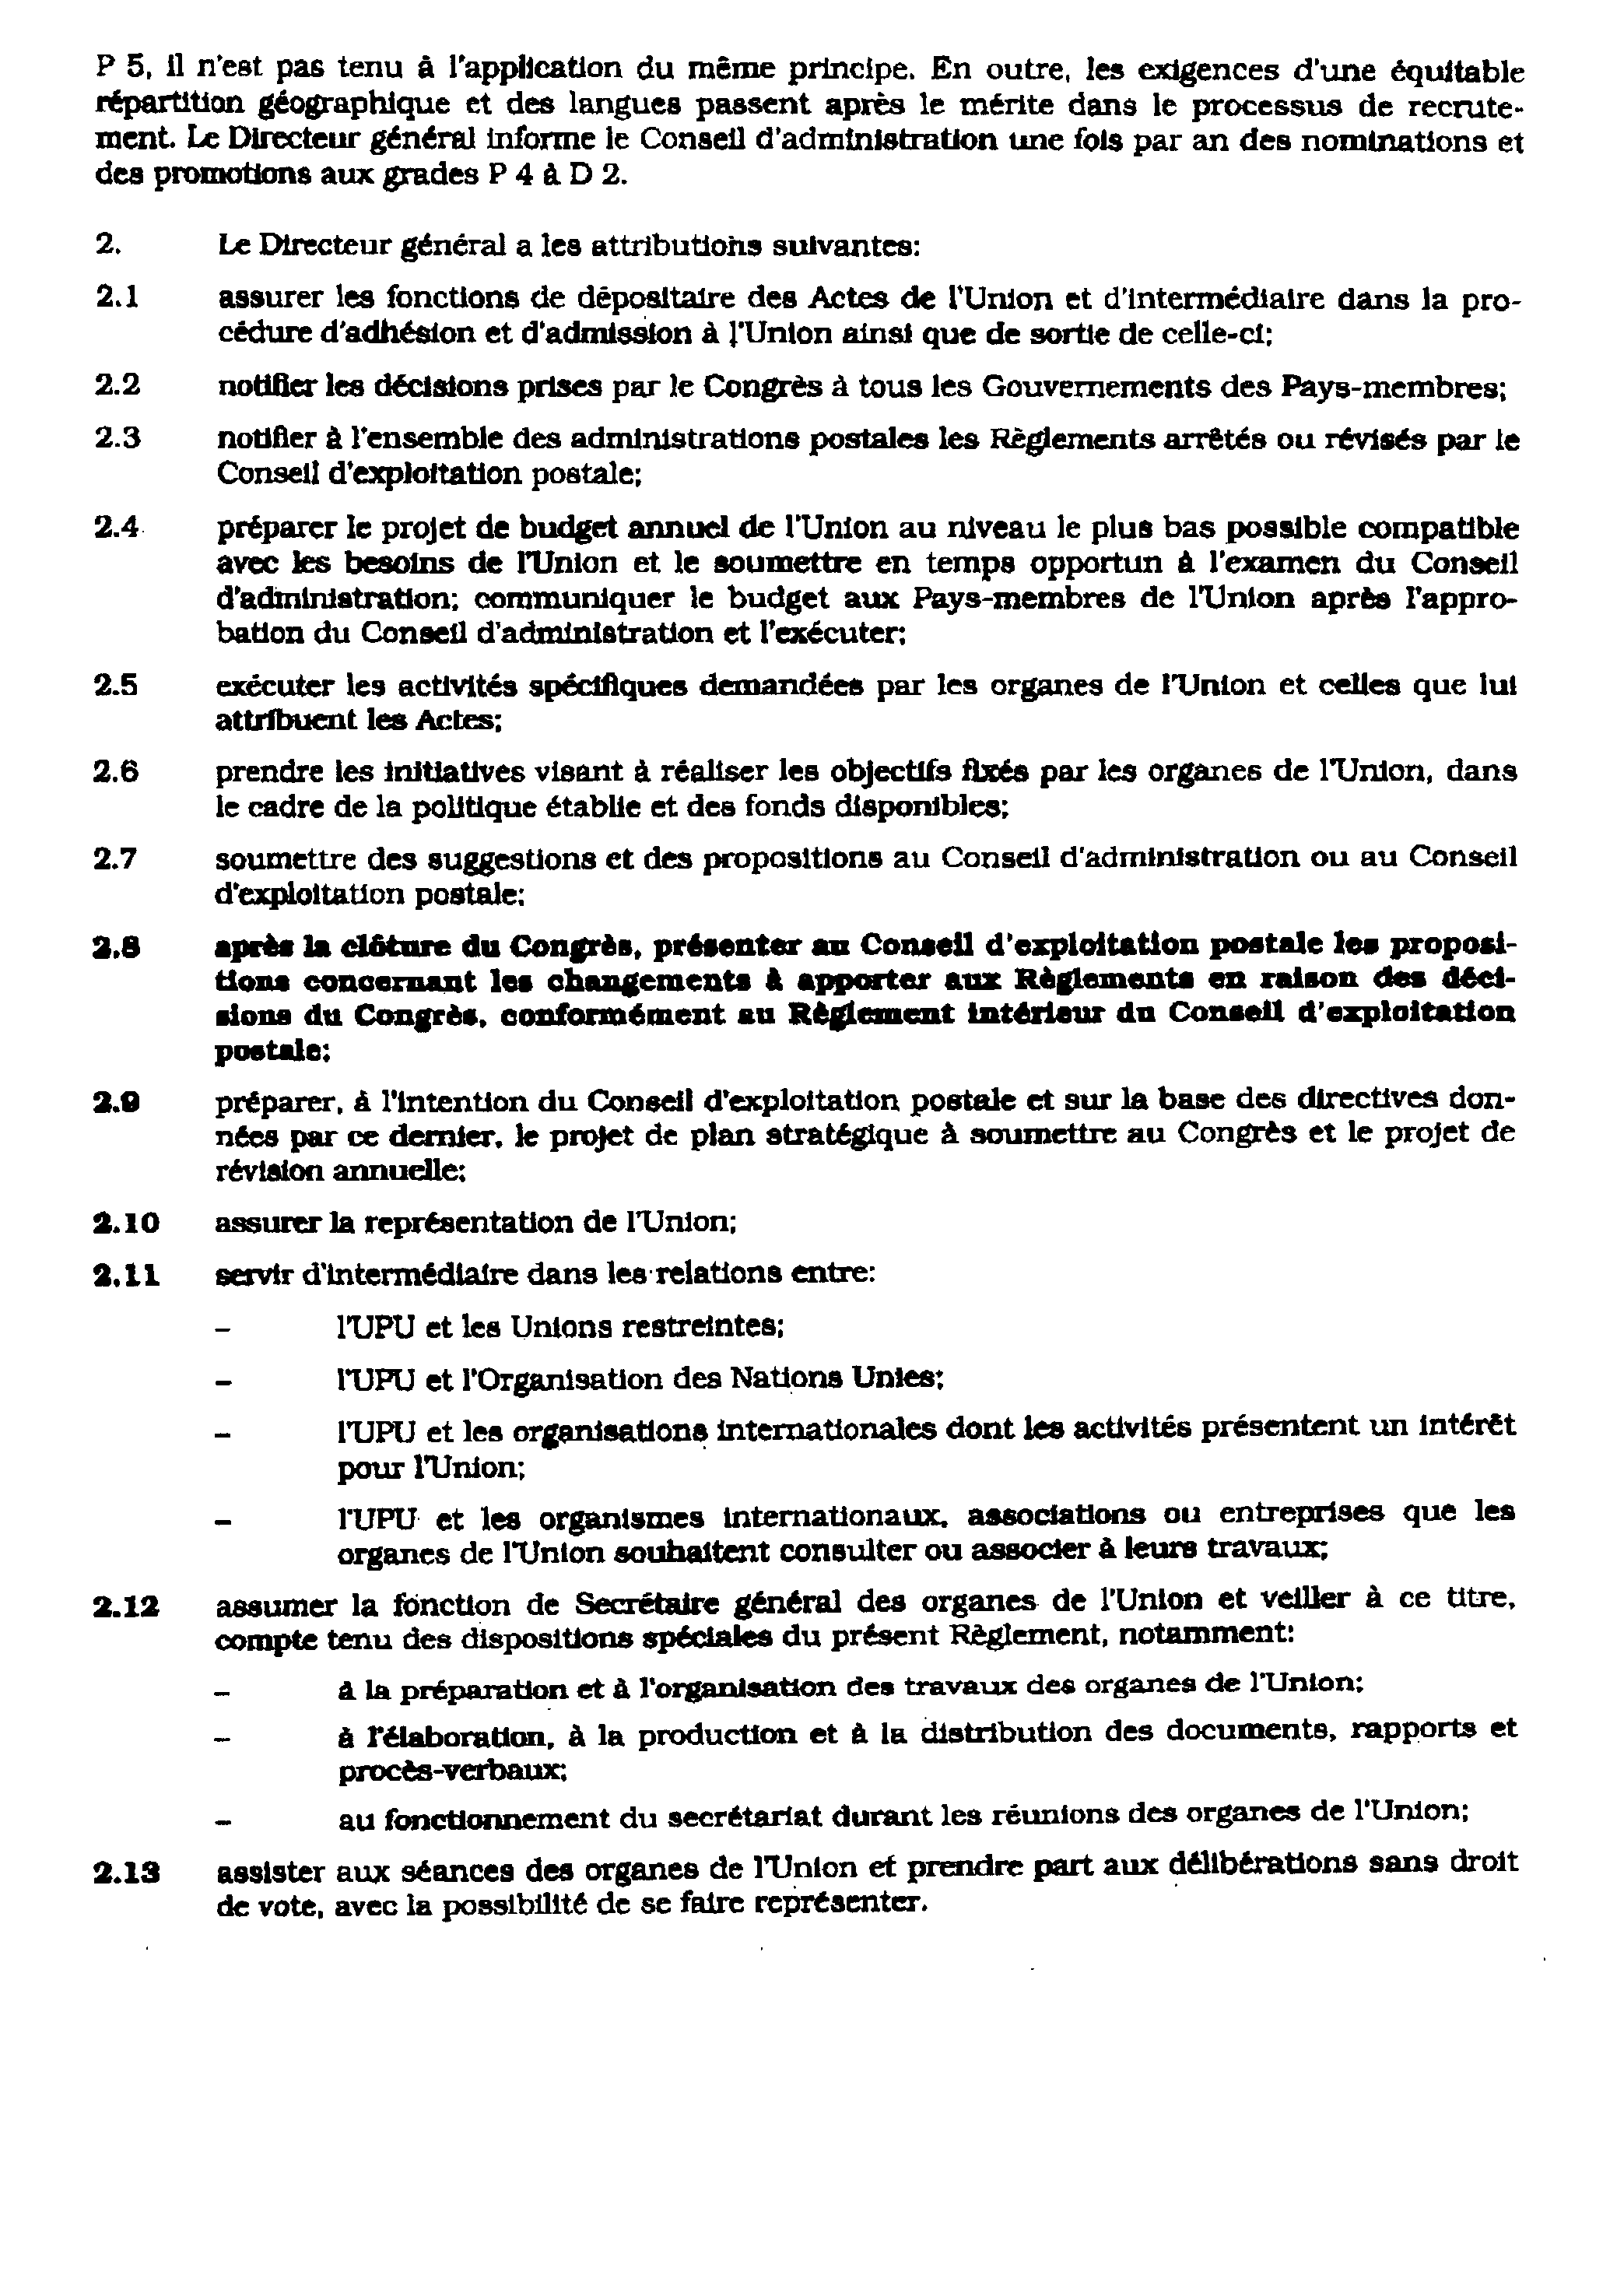 P 5, il n'est pas tenu à l'application du même principe. En outre, les exigences d'une équitable
répartition géographique et des langues passent après le mérite dans le processus de recrute-
ment. Le Directeur général informe le Conseil d'administration une fois par an des nominations et
des promotions aux grades P 4 à D 2.
2. Le Directeur général a les attributions suivantes:
2.1 assurer les fonctions de dépositaire des Actes de l'Union et d'intermédiaire dans la pro-
cédure d'adhésion et d'admission à l'Union ainsi que de sortie de celle-ci;
2.2 notifier les décisions prises par le Congrès à tous les Gouvernements des Pays-membres;
2.3 notifier à l'ensemble des administrations postales les Règlements arrêtés ou révisés par le
Conseil d'exploitation postale;
2.4 préparer le projet de budget annuel de l'Union au niveau le plus bas possible compatible
avec les besoins de l'Union et le soumettre en temps opportun à l'examen du Conseil
d'administration; communiquer le budget aux Pays-membres de l'Union après l'appro-
bation du Conseil d'administration et l'exécuter;
2.5 exécuter les activités spécifiques demandées par les organes de l'Union et celles que lui
attribuent les Actes;
2.6 prendre les initiatives visant à réaliser les objectifs fixés par les organes de l'Union, dans
le cadre de la politique établie et des fonds disponibles;
2.7 soumettre des suggestions et des propositions au Conseil d'administration ou au Conseil
d'exploitation postale;
2.8 après la clôture du Congrès, présenter au Conseil d'exploitation postale les proposi-
tions concernant les changements à apporter aux Règlements en raison des déci-
sions du Congrès, conformément au Règlement intérieur du Conseil d'exploitation
postale;
2.9 préparer, à l'intention du Conseil d'exploitation postale et sur la base des directives don-
nées par ce dernier, le projet de plan stratégique à soumettre au Congrès et le projet de
révision annuelle;
2.10 assurer la représentation de l'Union;
2.11 servir d'intermédiaire dans les relations entre:
– l'UPU et les Unions restreintes;
– l'UPU et l'Organisation des Nations Unies;
– l'UPU et les organisations internationales dont les activités présentent un intérêt
pour l'Union;
– l'UPU et les organismes internationaux, associations ou entreprises que les
organes de l'Union souhaitent consulter ou associer à leurs travaux;
2.12 assumer la fonction de Secrétaire général des organes de l'Union et veiller à ce titre,
compte tenu des dispositions spéciales du présent Règlement, notamment:
– à la préparation et à l'organisation des travaux des organes de l'Union;
– à l'élaboration, à la production et à la distribution des documents, rapports et
procès-verbaux;
– au fonctionnement du secrétariat durant les réunions des organes de l'Union;
2.13 assister aux séances des organes de l'Union et prendre part aux délibérations sans droit
de vote, avec la possibilité de se faire représenter.